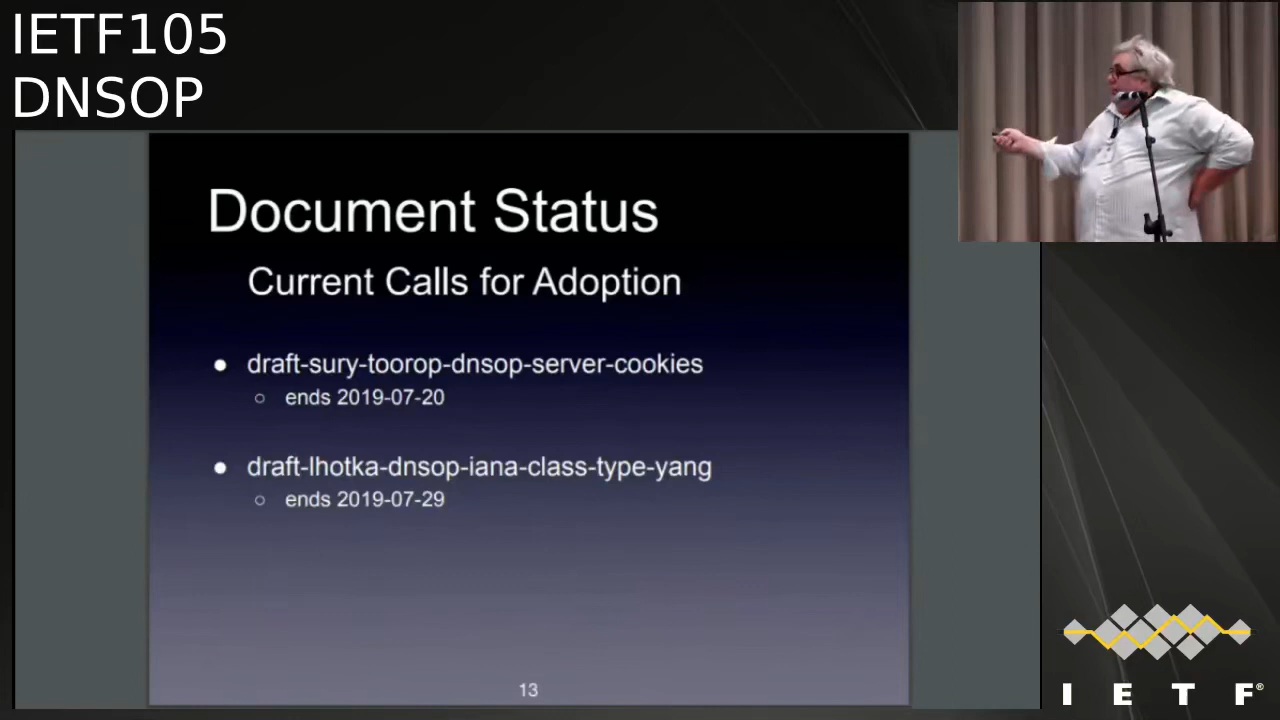 IETF105
DNSOP
Document Status
Current Calls for Adoption
draft-sury-toorop-dnsop-server-cookies
ends 2019-07-20
draft-lhotka-dnsop-iana-class-type-yang
ends 2019-07-29
13
I E T F®